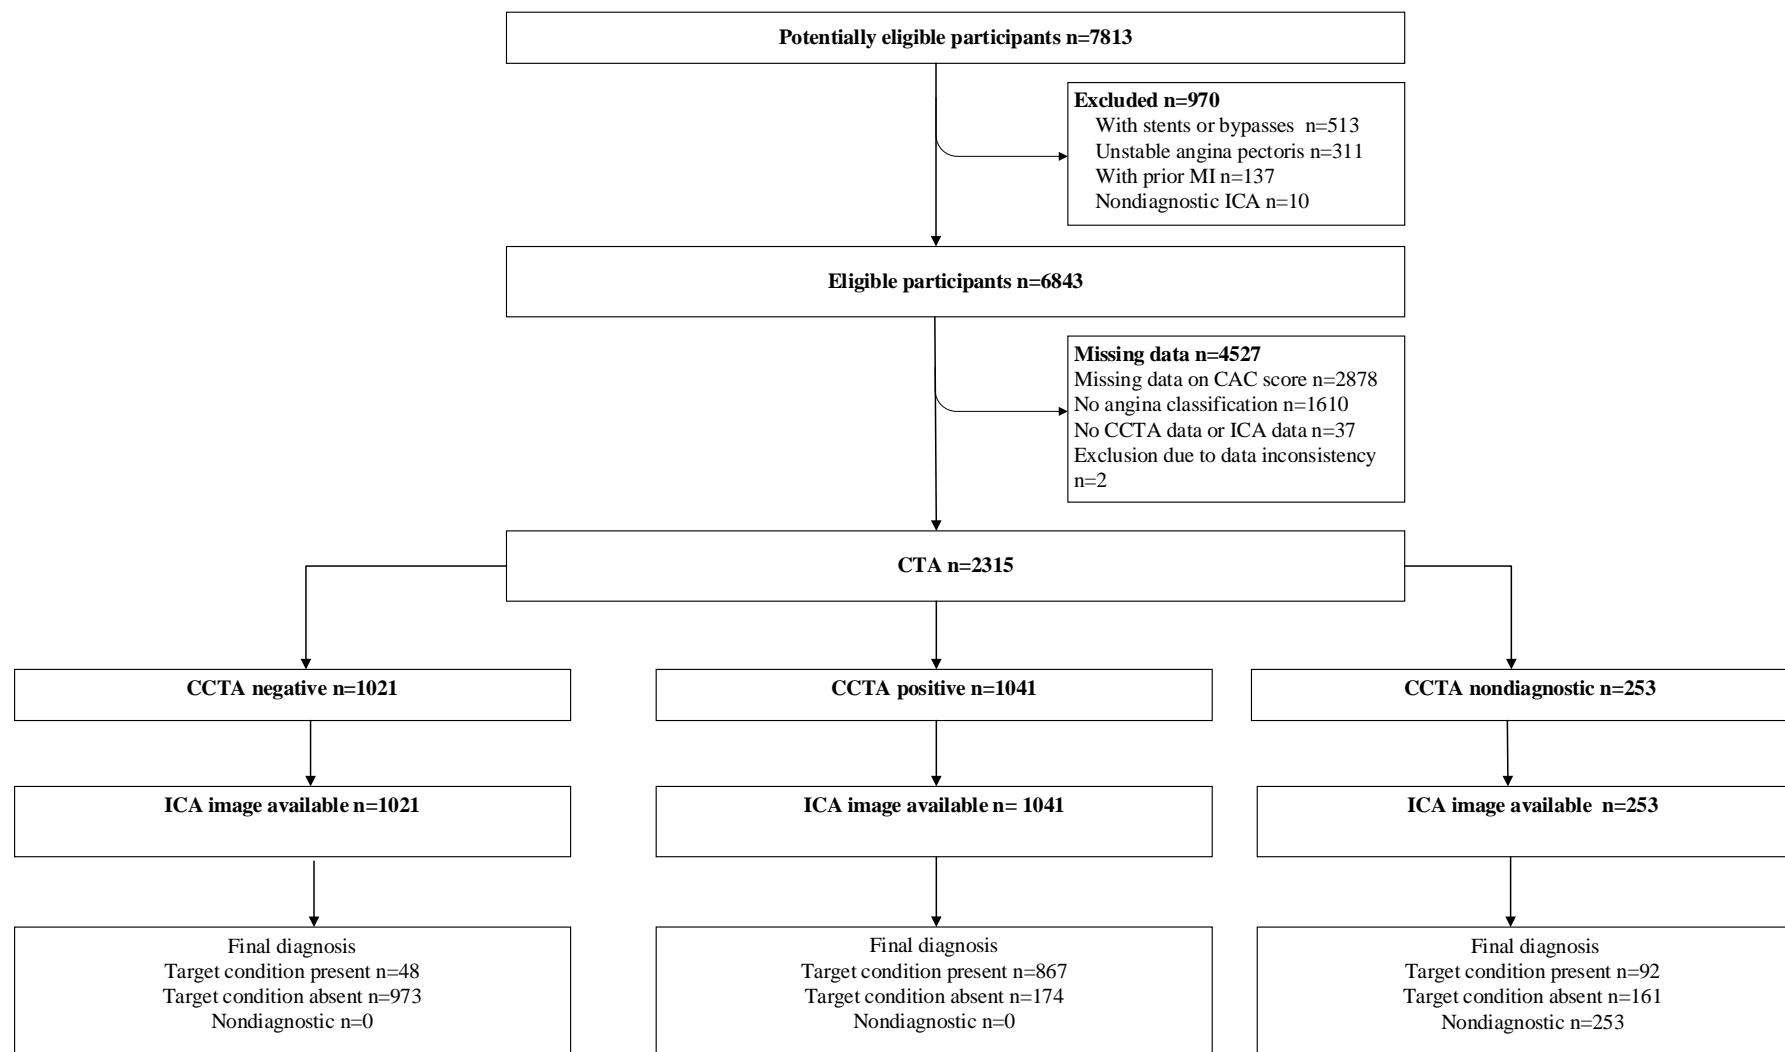 Potentially eligible participants n=7813
Excluded n=970
With stents or bypasses  n=513
Unstable angina pectoris n=311
With prior MI n=137
Nondiagnostic ICA n=10
Eligible participants n=6843
Missing data n=4527
Missing data on CAC score n=2878
No angina classification n=1610
No CCTA data or ICA data n=37
Exclusion due to data inconsistency
n=2
CTA n=2315
CCTA negative n=1021
CCTA positive n=1041
CCTA nondiagnostic n=253
ICA image available n=1021
ICA image available n= 1041
ICA image available  n=253
Final diagnosis
Target condition present n=48
Target condition absent n=973
Nondiagnostic n=0
Final diagnosis
Target condition present n=867
Target condition absent n=174
Nondiagnostic n=0
Final diagnosis
Target condition present n=92
Target condition absent n=161
Nondiagnostic n=253